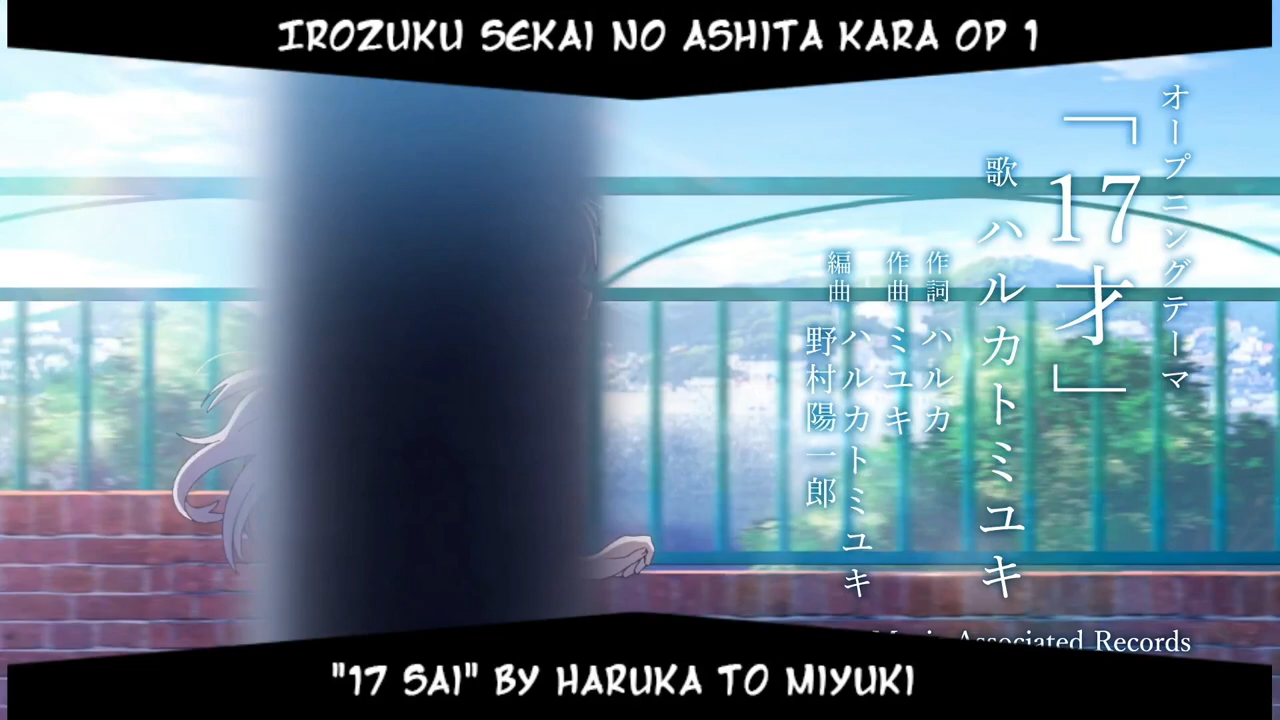 IROZUKU SEKAI NO ASHITA KARA OP 1
オープニングテーマ
「17才」
歌 ハルカトミユキ
作詞 ハルカ
作曲 ミユキ
編曲 ハルカトミユキ
野村陽一郎
Associated Records
"17 SAI" BY HARUKA TO MIYUKI